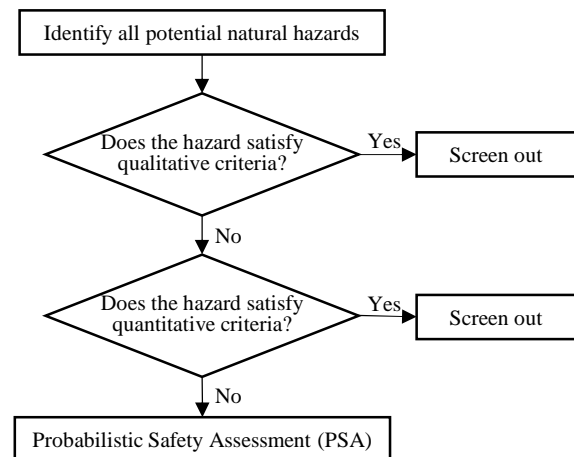 Identify all potential natural hazards
Does the hazard satisfy
qualitative criteria?
Yes
Screen out
No
Does the hazard satisfy
quantitative criteria?
Yes
Screen out
No
Probabilistic Safety Assessment (PSA)